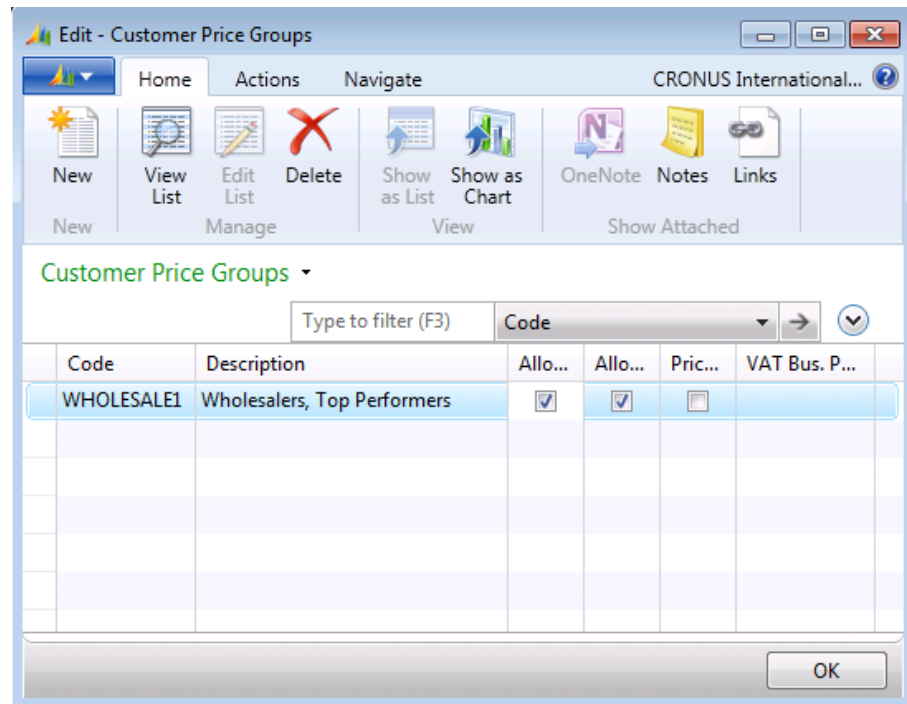 Edit - Customer Price Groups
Home Actions Navigate CRONUS International... ?
New View List Edit List Delete Show as List Show as Chart OneNote Notes Links
New Manage View Show Attached
Customer Price Groups
Type to filter (F3) Code
Code Description Allo... Allo... Pric... VAT Bus. P...
WHOLESALE1 Wholesalers, Top Performers
OK